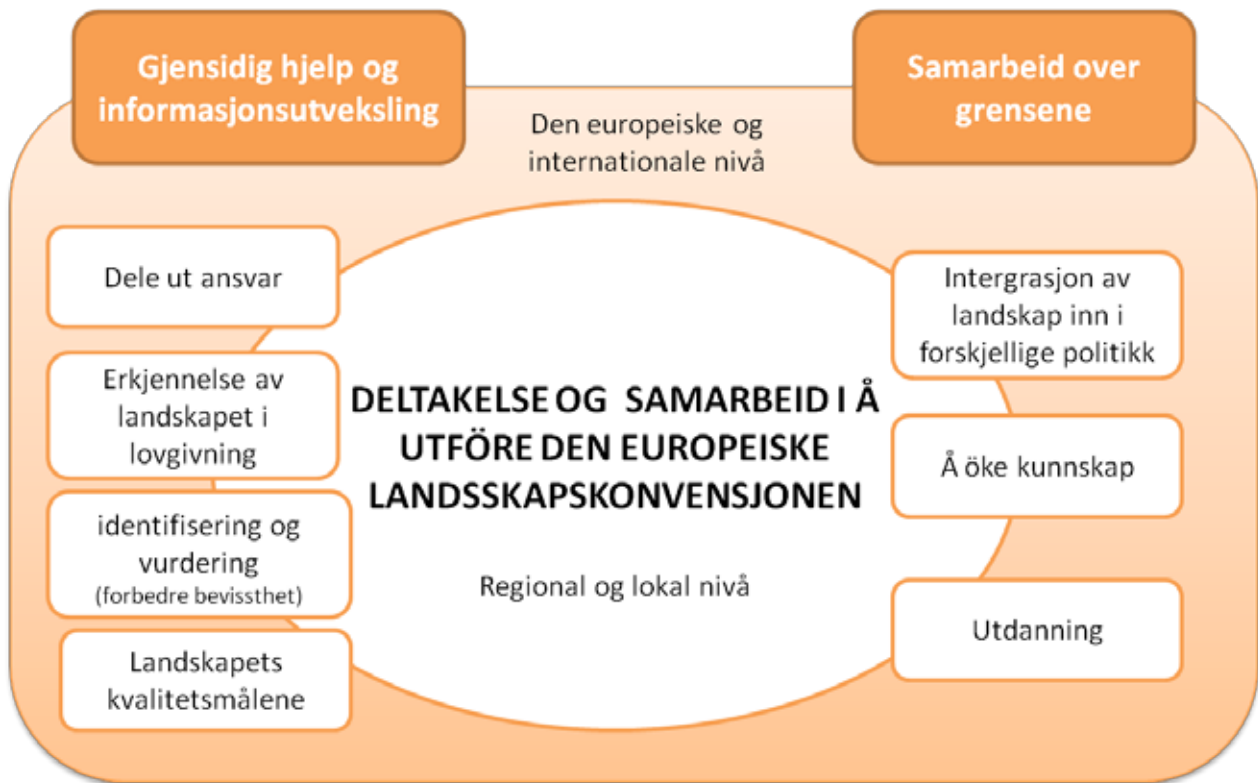 Gjensidig hjelp og
informasjonsutveksling
Samarbeid over
grensene
Den europeiske og
internationale nivå
Dele ut ansvar
Erkjennelse av
landskapet i
lovgivning
identifisering og
vurdering
(forbedre bevissthet)
Landskapets
kvalitetsmålene
DELTAKELSE OG SAMARBEID I Å
UTFÖRE DEN EUROPEISKE
LANDSSKAPSKONVENSJONEN
Regional og lokal nivå
Intergrasjon av
landskap inn i
forskjellige politikk
Å öke kunnskap
Utdanning